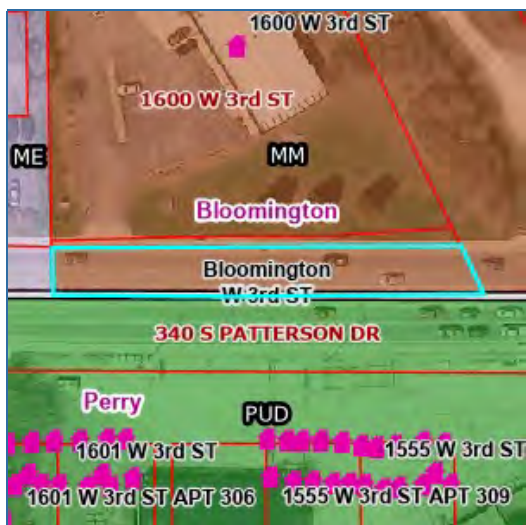 1600 W 3rd ST
1600 W 3rd ST
ME
MM
Bloomington
Bloomington
W 3rd ST
340 S PATTERSON DR
Perry
PUD
1601 W 3rd ST
1555 W 3rd ST
1601 W 3rd ST APT 306
1555 W 3rd ST APT 309